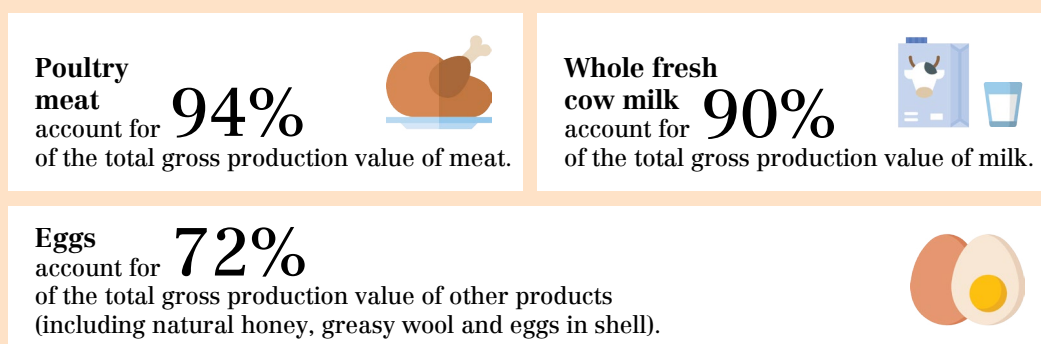 Poultry
meat
account for 94%
of the total gross production value of meat.
Whole fresh
cow milk
account for 90%
of the total gross production value of milk.
Eggs
account for 72%
of the total gross production value of other products
(including natural honey, greasy wool and eggs in shell).